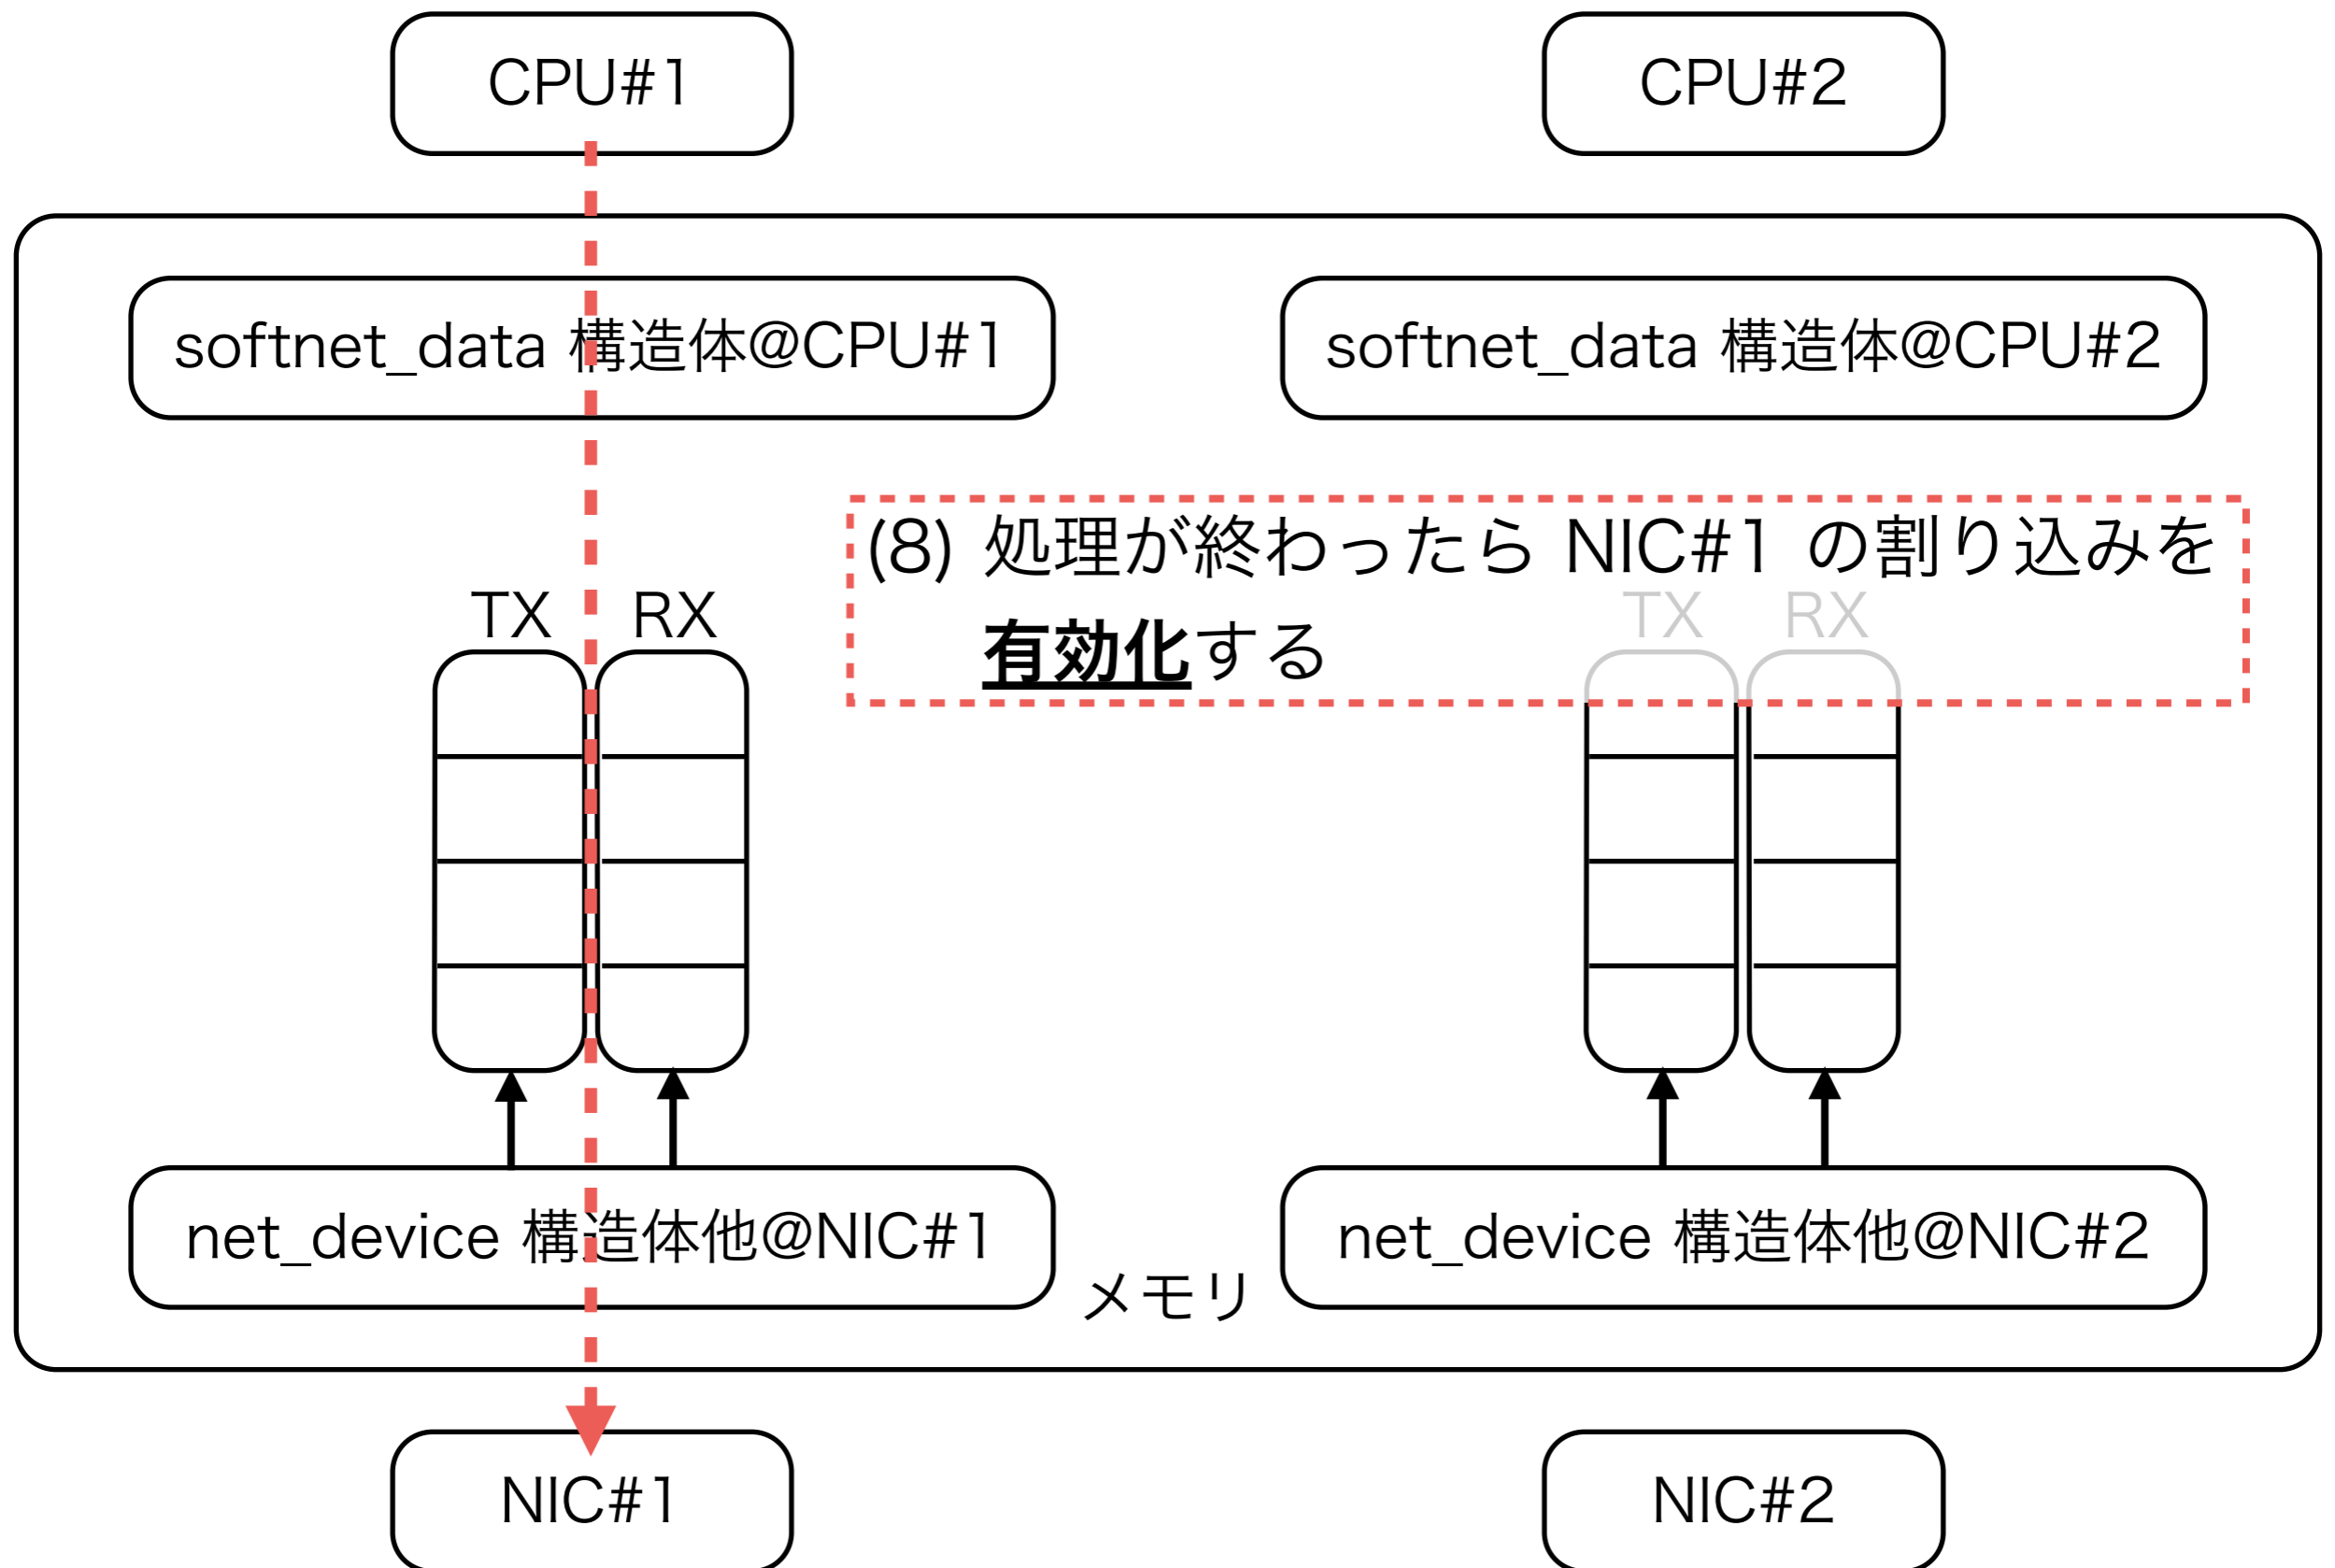 CPU#1
CPU#2
softnet_data 構造体@CPU#1
softnet_data 構造体@CPU#2
(8) 処理が終わったら NIC#1 の割り込みを
有効化する
TX RX
TX RX
net_device 構造体他@NIC#1
net_device 構造体他@NIC#2
メモリ
NIC#1
NIC#2